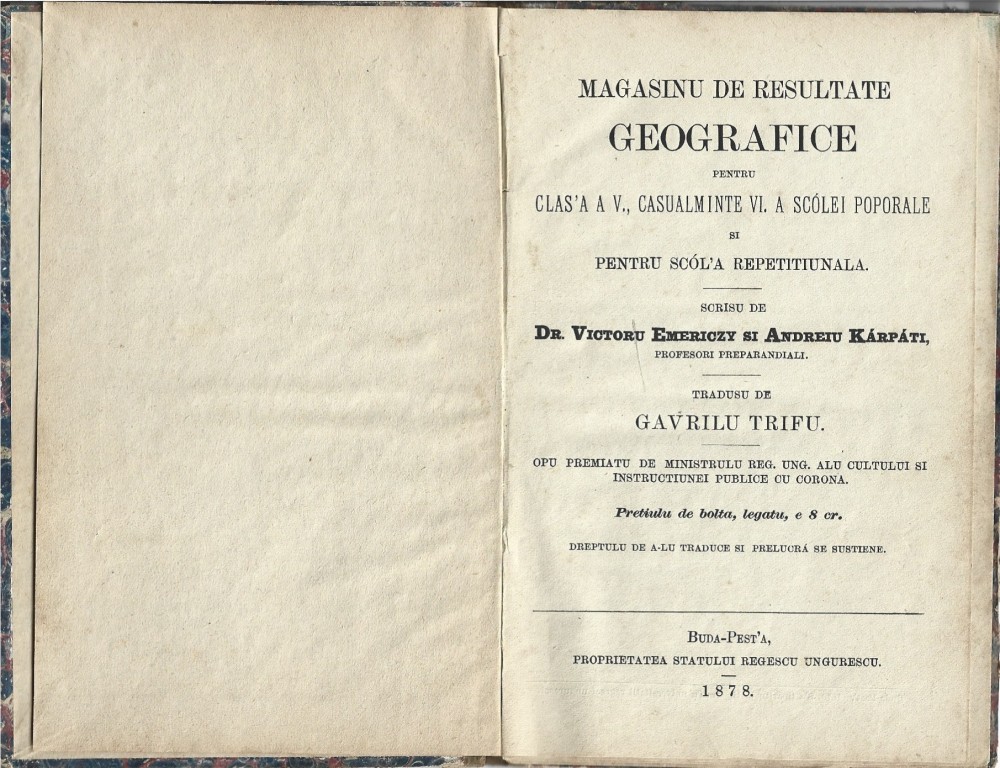 MAGASINU DE RESULTATE
GEOGRAFICE
PENTRU
CLAS'A A V., CASUALMINTE VI. A SCÓLEI POPORALE
SI
PENTRU SCÓL'A REPETITIUNALA.
SCRISU DE
DR. VICTORU EMERICZY SI ANDREIU KÁRPÁTI,
PROFESORI PREPARANDIALI.
TRADUSU DE
GAVRILU TRIFU.
OPU PREMIATU DE MINISTRULU REG. UNG. ALU CULTULUI SI
INSTRUCTIUNEI PUBLICE CU CORONA.
Pretiulu de bolta, legatu, e 8 cr.
DREPTULU DE A-LU TRADUCE SI PRELUCRÁ SE SUSTIENE.
BUDA-PEST'A,
PROPRIETATEA STATULUI REGESCU UNGURESCU.
1878.